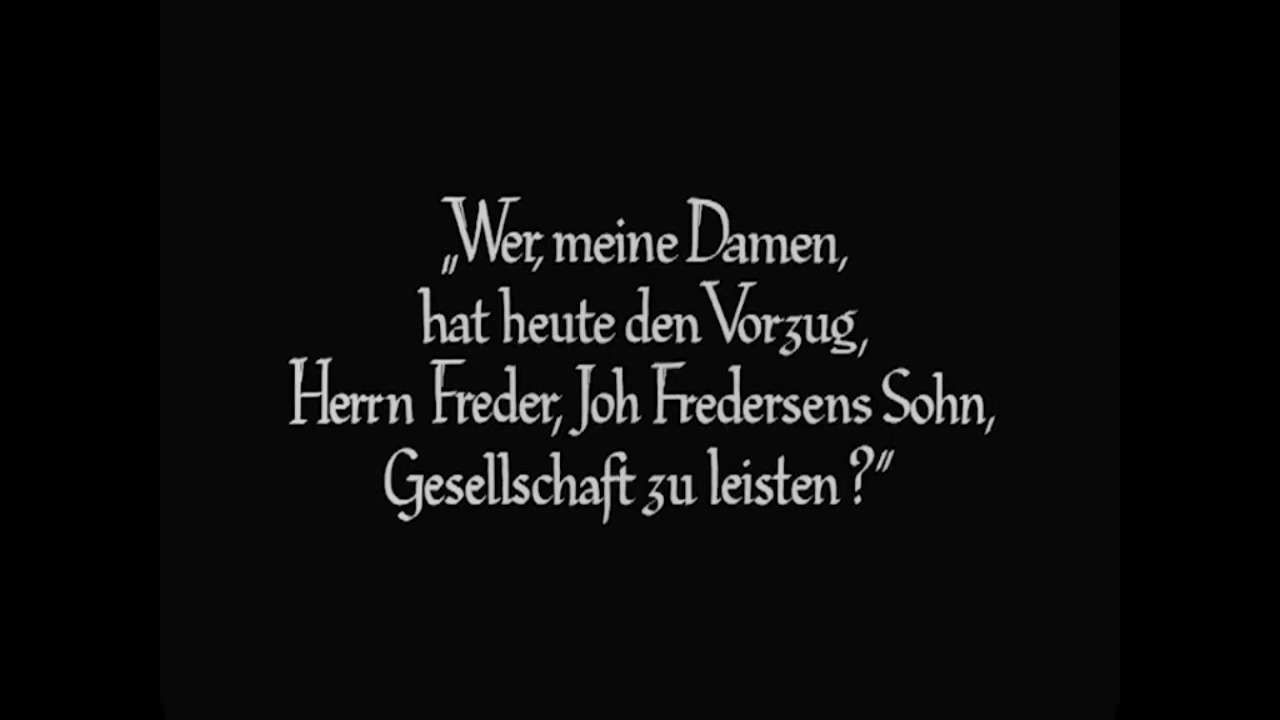 „Wer, meine Damen,
hat heute den Vorzug,
Herrn Freder, Joh Fredersens Sohn,
Gesellschaft zu leisten?"